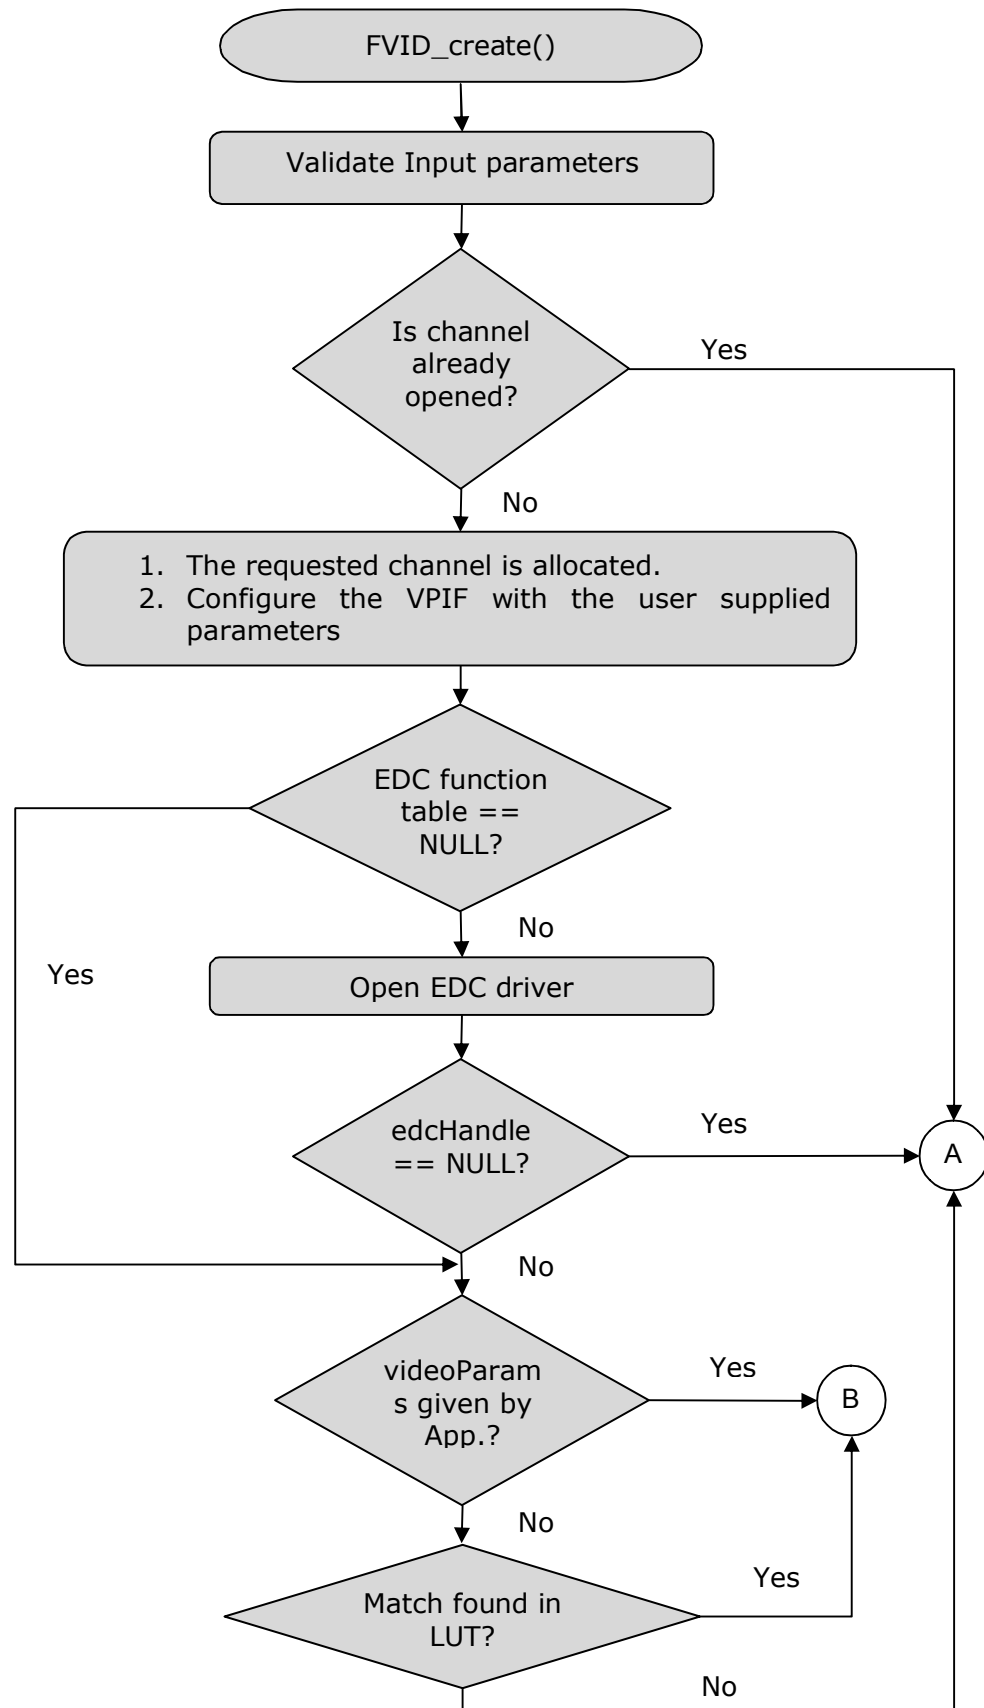 FVID_create()
Validate Input parameters
Is channel
already
opened?
Yes
No
1. The requested channel is allocated.
2. Configure the VPIF with the user supplied
parameters
EDC function
table ==
NULL?
No
Yes
Open EDC driver
edcHandle
== NULL?
Yes
A
No
videoParam
s given by
App.?
Yes
B
No
Match found in
LUT?
Yes
No